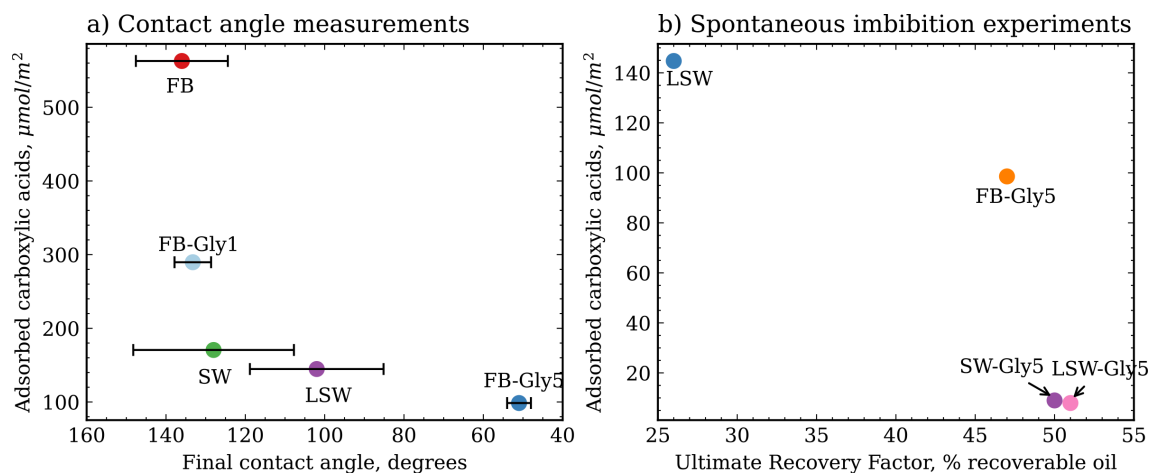 a) Contact angle measurements
Adsorbed carboxylic acids, μmol/m²
500
400
300
200
100
FB
FB-Gly1
SW
LSW
FB-Gly5
160 140 120 100 80 60 40
Final contact angle, degrees
b) Spontaneous imbibition experiments
Adsorbed carboxylic acids, μmol/m²
140
120
100
80
60
40
20
LSW
FB-Gly5
SW-Gly5 LSW-Gly5
25 30 35 40 45 50 55
Ultimate Recovery Factor, % recoverable oil